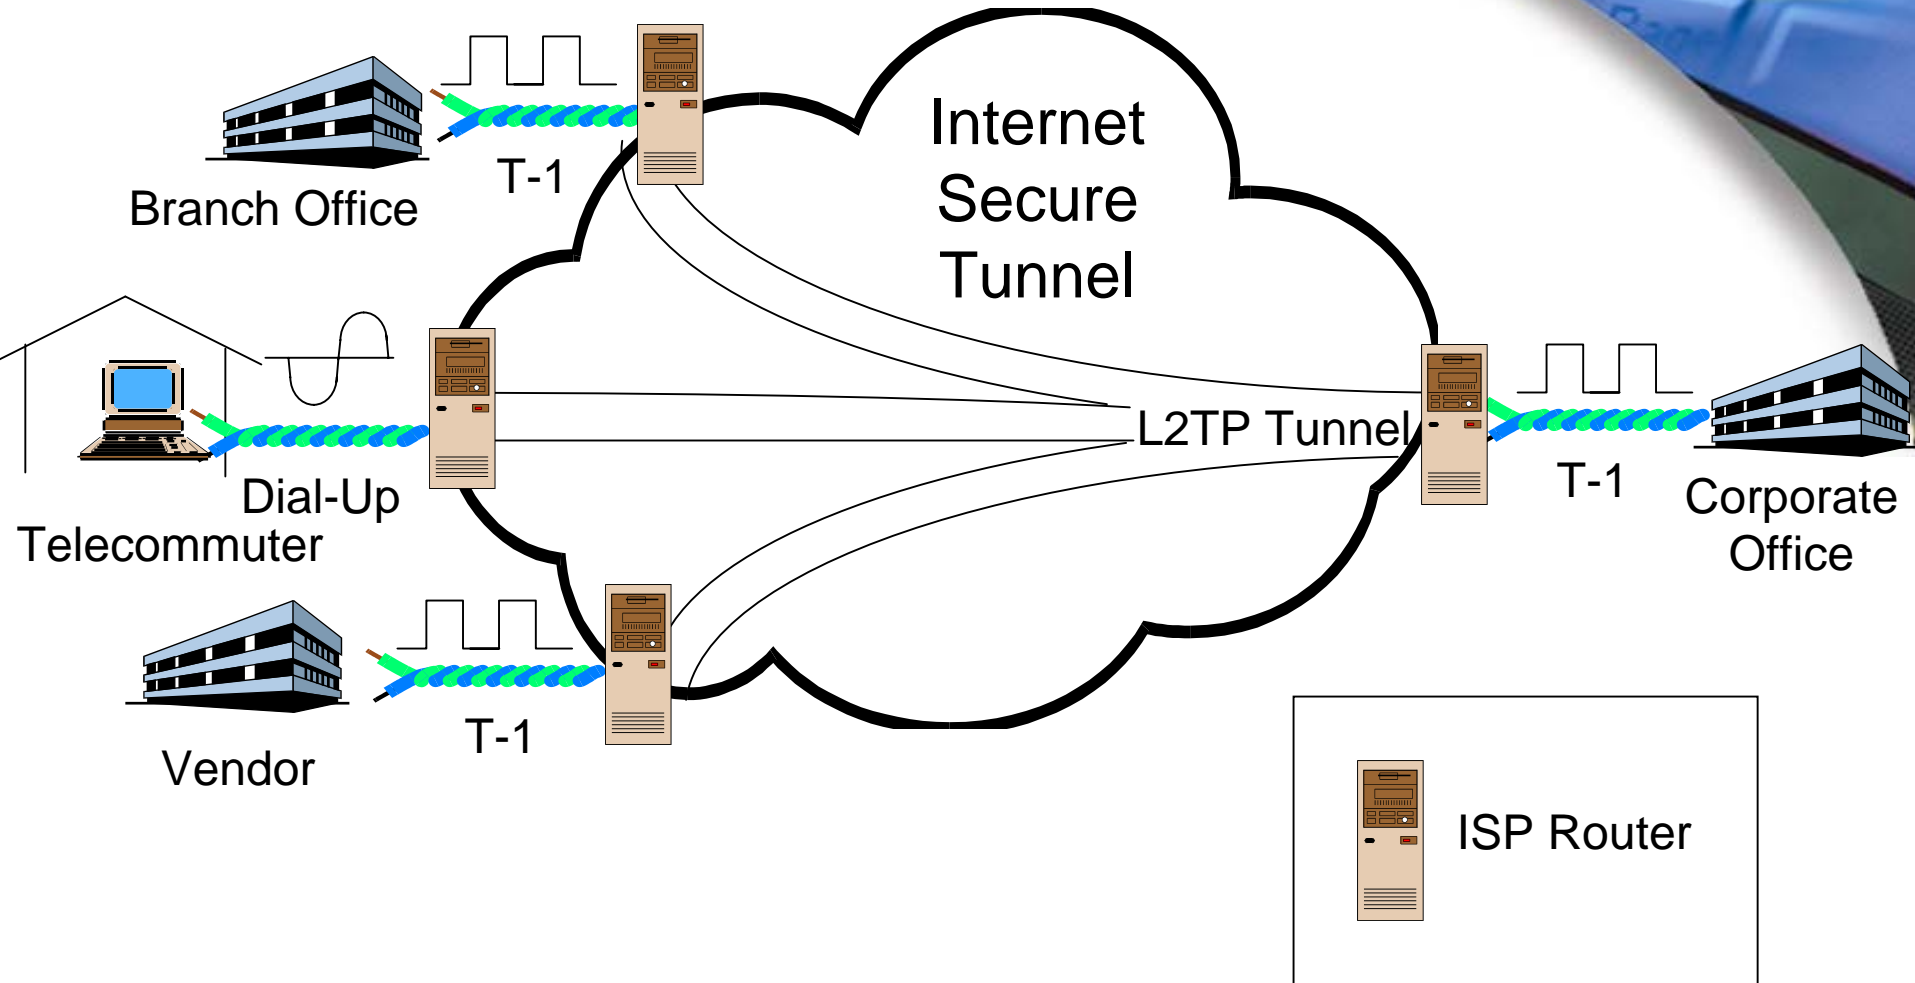 Internet
Secure
Tunnel
T-1
Branch Office
L2TP Tunnel
Dial-Up
Telecommuter
T-1
Corporate
Office
T-1
Vendor
ISP Router